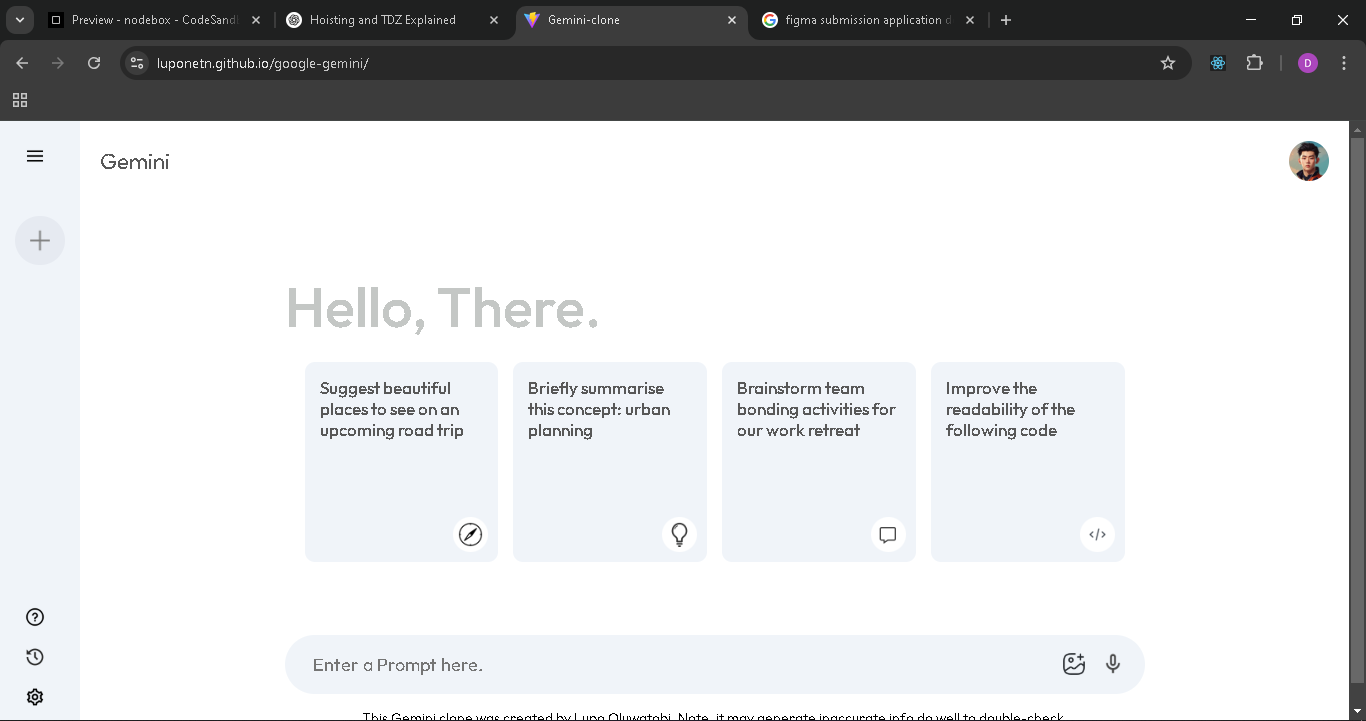 Preview - nodebox - CodeSand
Hoisting and TDZ Explained
Gemini-clone
figma submission application d
luponetn.github.io/google-gemini/
D
Gemini
Hello, There.
Suggest beautiful
places to see on an
upcoming road trip
Briefly summarise
this concept: urban
planning
Brainstorm team
bonding activities for
our work retreat
Improve the
readability of the
following code
Enter a Prompt here.
This Gemini clone was created by Lupo Oluwatobi. Note, it may generate inaccurate info do well to double-check